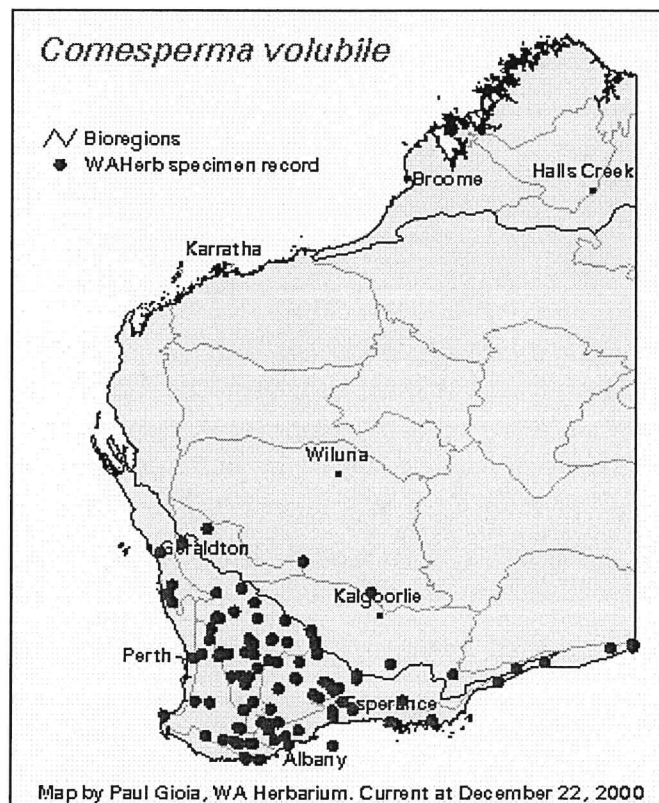 Comesperma volubile
Bioregions
WAHerb specimen record
Broome
Halls Creek
Karratha
Wiluna
Geraldton
Kalgoorlie
Perth
Esperance
Albany
Map by Paul Gioia, WA Herbarium. Current at December 22, 2000